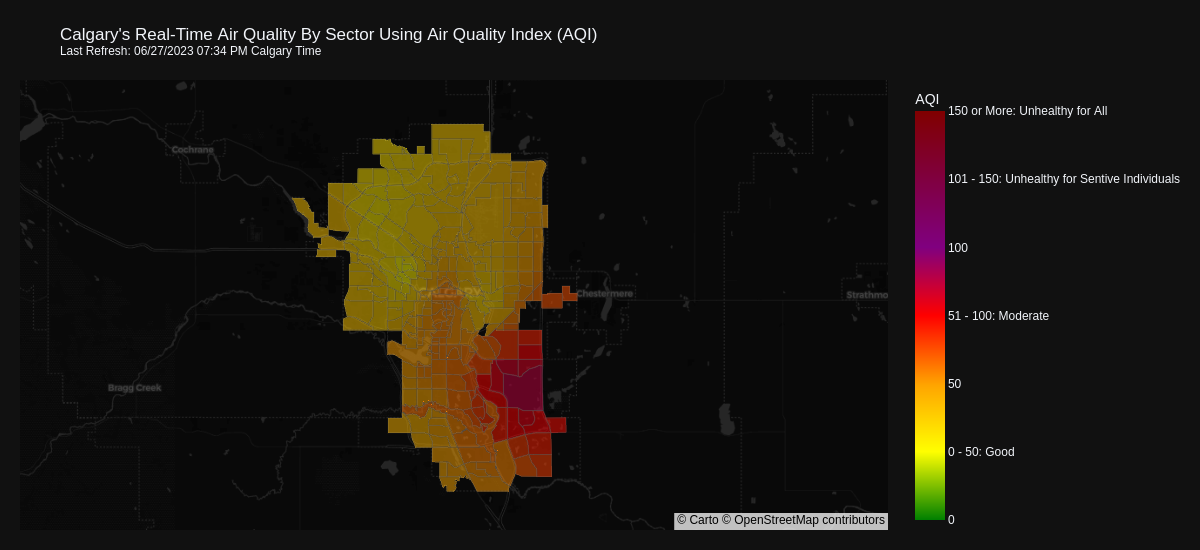 Calgary's Real-Time Air Quality By Sector Using Air Quality Index (AQI)
Last Refresh: 06/27/2023 07:34 PM Calgary Time
AQI
150 or More: Unhealthy for All
Cochrane
101 - 150: Unhealthy for Sentive Individuals
100
CALGARY
Chestermere
Strathmo
51 - 100: Moderate
50
Bragg Creek
0 - 50: Good
0
© Carto © OpenStreetMap contributors